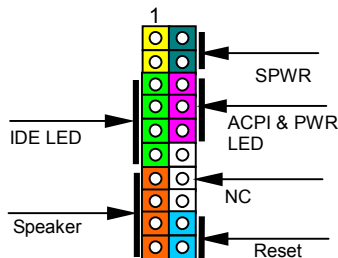 1
SPWR
IDE LED
ACPI & PWR
LED
NC
Speaker
Reset